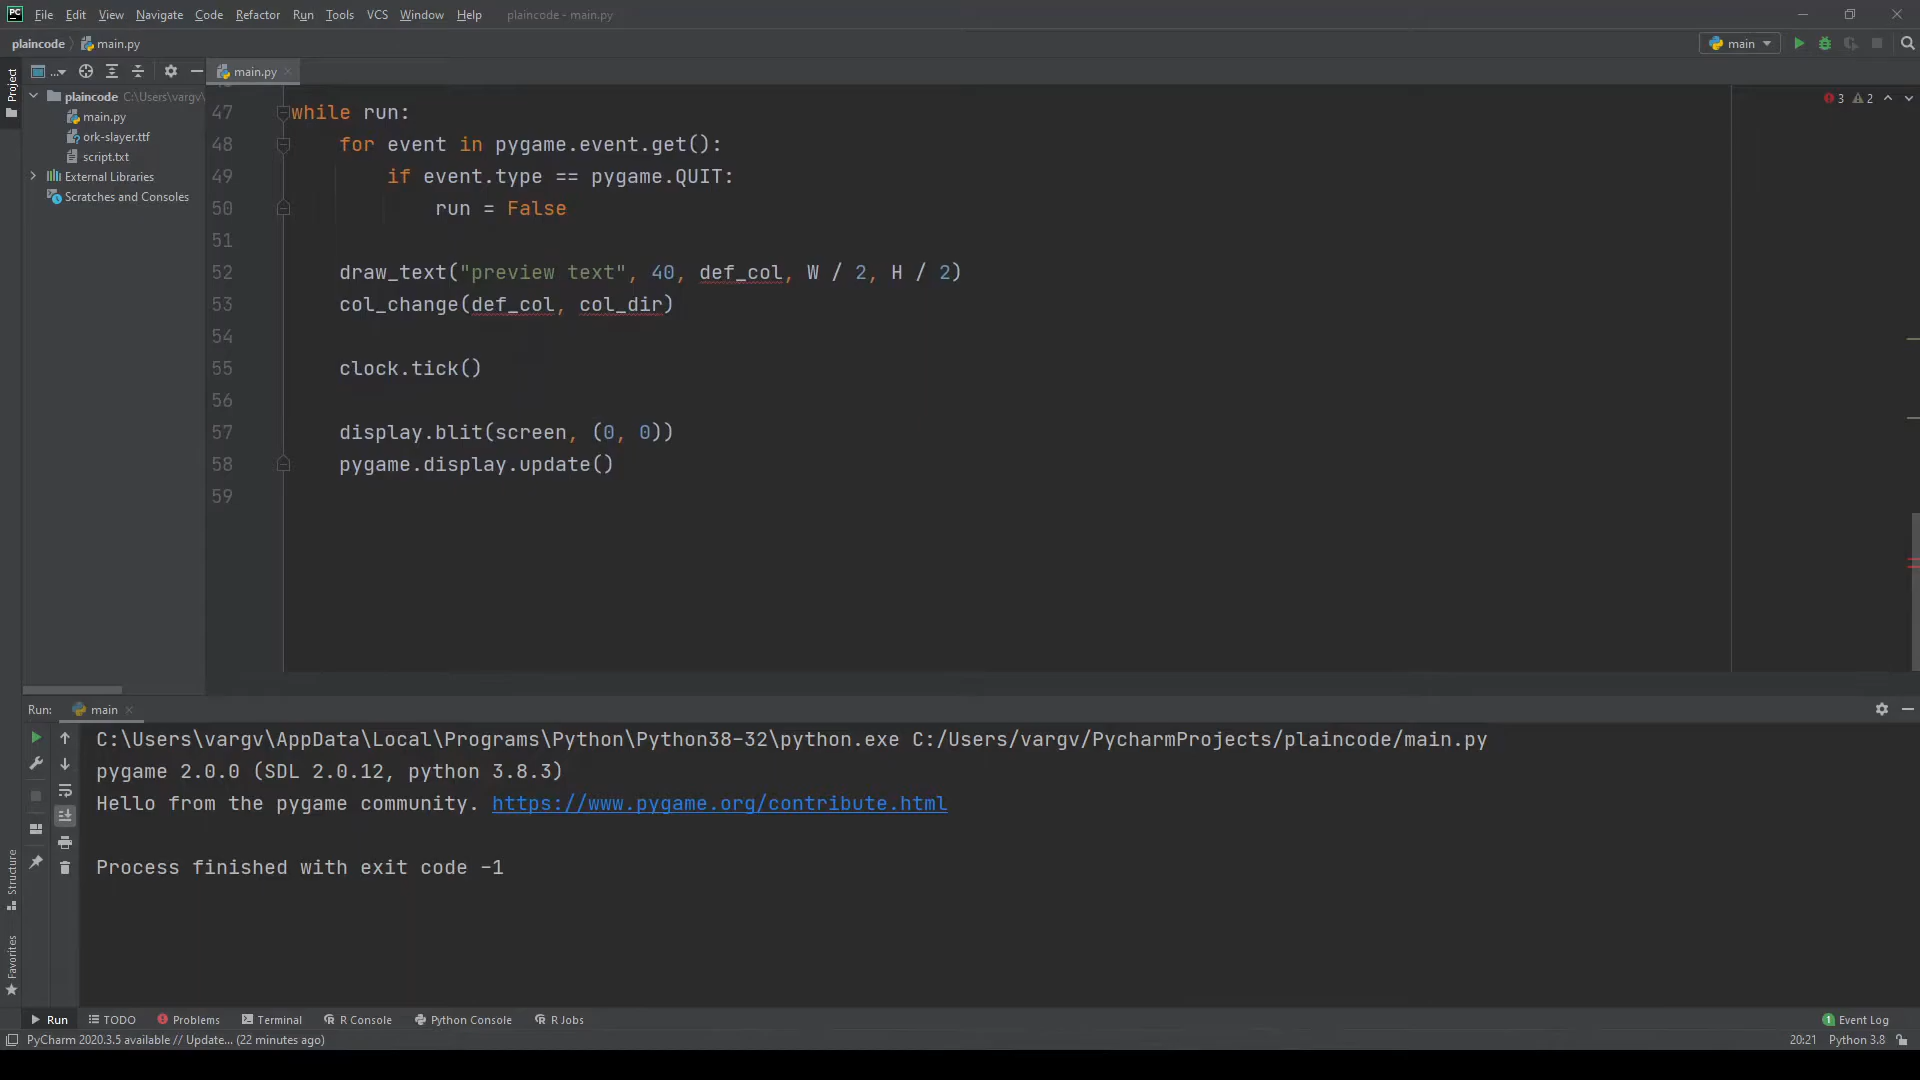 File Edit View Navigate Code Refactor Run Tools VCS Window Help plaincode - main.py
plaincode main.py main
... main.py
Project
plaincode C:\Users\vargv\
main.py
ork-slayer.ttf
script.txt
External Libraries
Scratches and Consoles
3 2
47 while run:
48 for event in pygame.event.get():
49 if event.type == pygame.QUIT:
50 run = False
51
52 draw_text("preview text", 40, def_col, W / 2, H / 2)
53 col_change(def_col, col_dir)
54
55 clock.tick()
56
57 display.blit(screen, (0, 0))
58 pygame.display.update()
59
Run: main
C:\Users\vargv\AppData\Local\Programs\Python\Python38-32\python.exe C:/Users/vargv/PycharmProjects/plaincode/main.py
pygame 2.0.0 (SDL 2.0.12, python 3.8.3)
Hello from the pygame community. https://www.pygame.org/contribute.html
Process finished with exit code -1
Structure
Favorites
Run TODO Problems Terminal R Console Python Console R Jobs 1 Event Log
PyCharm 2020.3.5 available // Update... (22 minutes ago) 20:21 Python 3.8